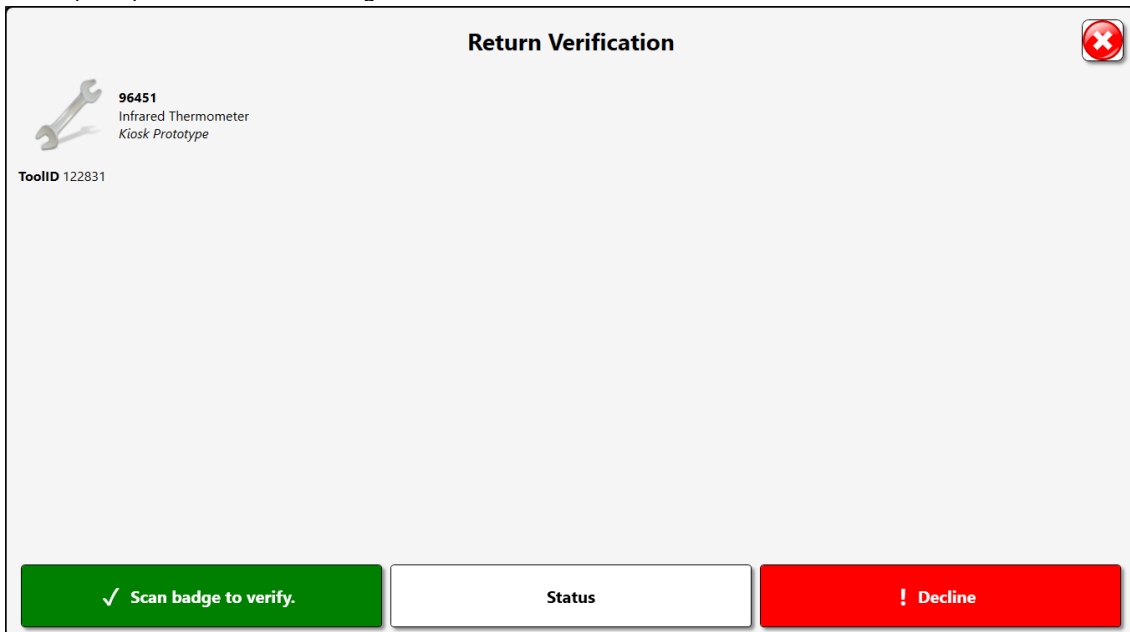 Return Verification
96451
Infrared Thermometer
Kiosk Prototype
ToolID 122831
✓ Scan badge to verify.
Status
! Decline